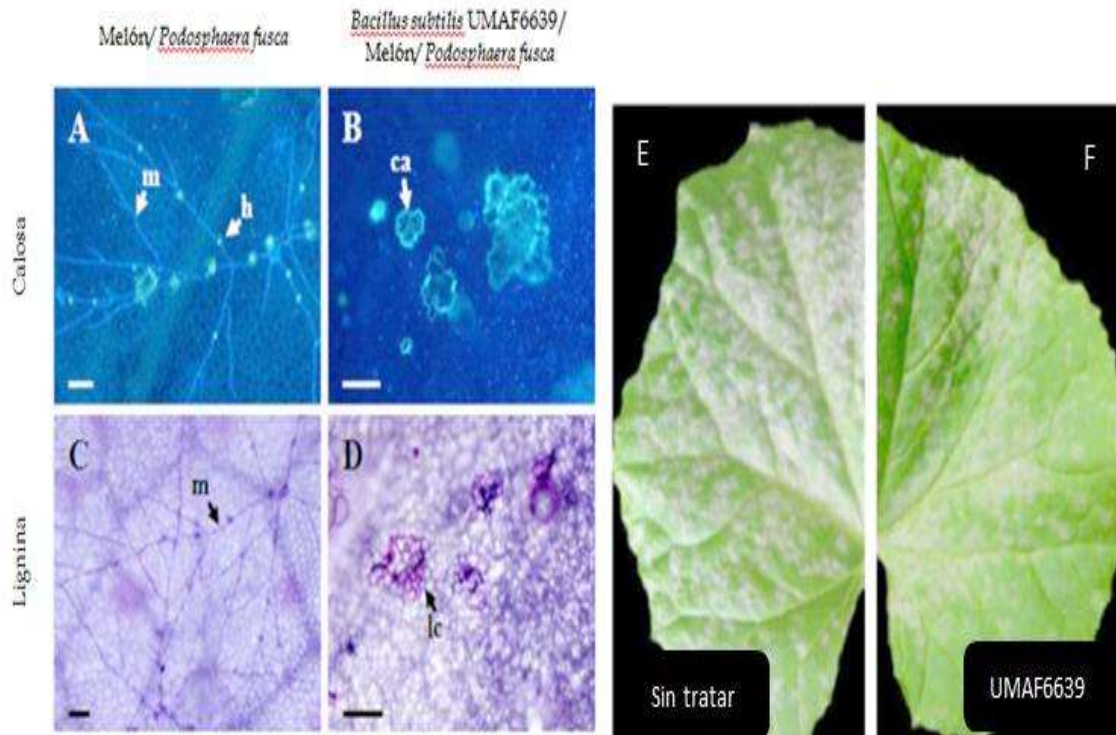 Melón/ Podosphaera fusca
Bacillus subtilis UMAF6639/
Melón/ Podosphaera fusca
Calosa
A
m
h
B
ca
E
F
Lignina
C
m
D
lc
Sin tratar
UMAF6639